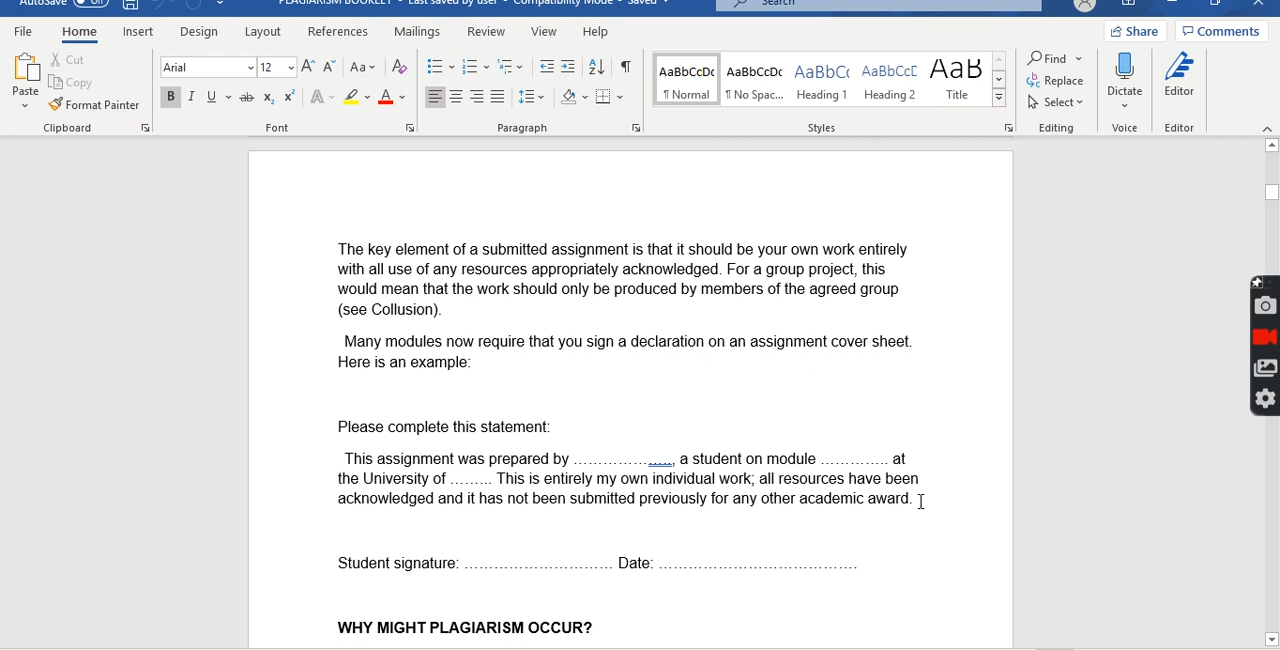 AutoSave Off PLAGIARISM BOOKLET - Last saved by user - Compatibility Mode - Saved Search
File Home Insert Design Layout References Mailings Review View Help Share Comments
Paste Cut Copy Format Painter
Arial 12 Aa
B I U ab x₂ x² A A
AaBbCcDc AaBbCcDc AaBbCc AaBbCcF AaB
¶ Normal ¶ No Spac... Heading 1 Heading 2 Title
Find Replace Select
Dictate Editor
Clipboard Font Paragraph Styles Editing Voice Editor
The key element of a submitted assignment is that it should be your own work entirely
with all use of any resources appropriately acknowledged. For a group project, this
would mean that the work should only be produced by members of the agreed group
(see Collusion).
Many modules now require that you sign a declaration on an assignment cover sheet.
Here is an example:
Please complete this statement:
This assignment was prepared by ………………….., a student on module ………….. at
the University of …….. This is entirely my own individual work; all resources have been
acknowledged and it has not been submitted previously for any other academic award.
Student signature: ………………………… Date: ………………………………….
WHY MIGHT PLAGIARISM OCCUR?